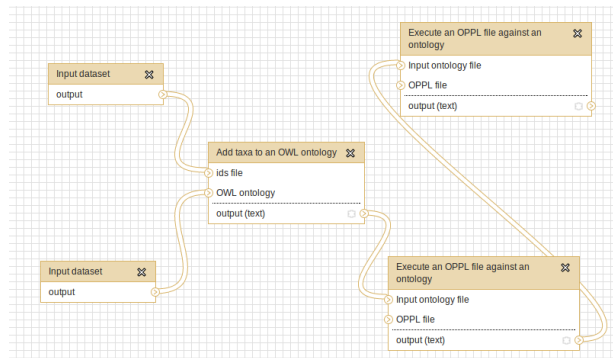 Input dataset
output
Add taxa to an OWL ontology
ids file
OWL ontology
output (text)
Input dataset
output
Execute an OPPL file against an
ontology
Input ontology file
OPPL file
output (text)
Execute an OPPL file against an
ontology
Input ontology file
OPPL file
output (text)